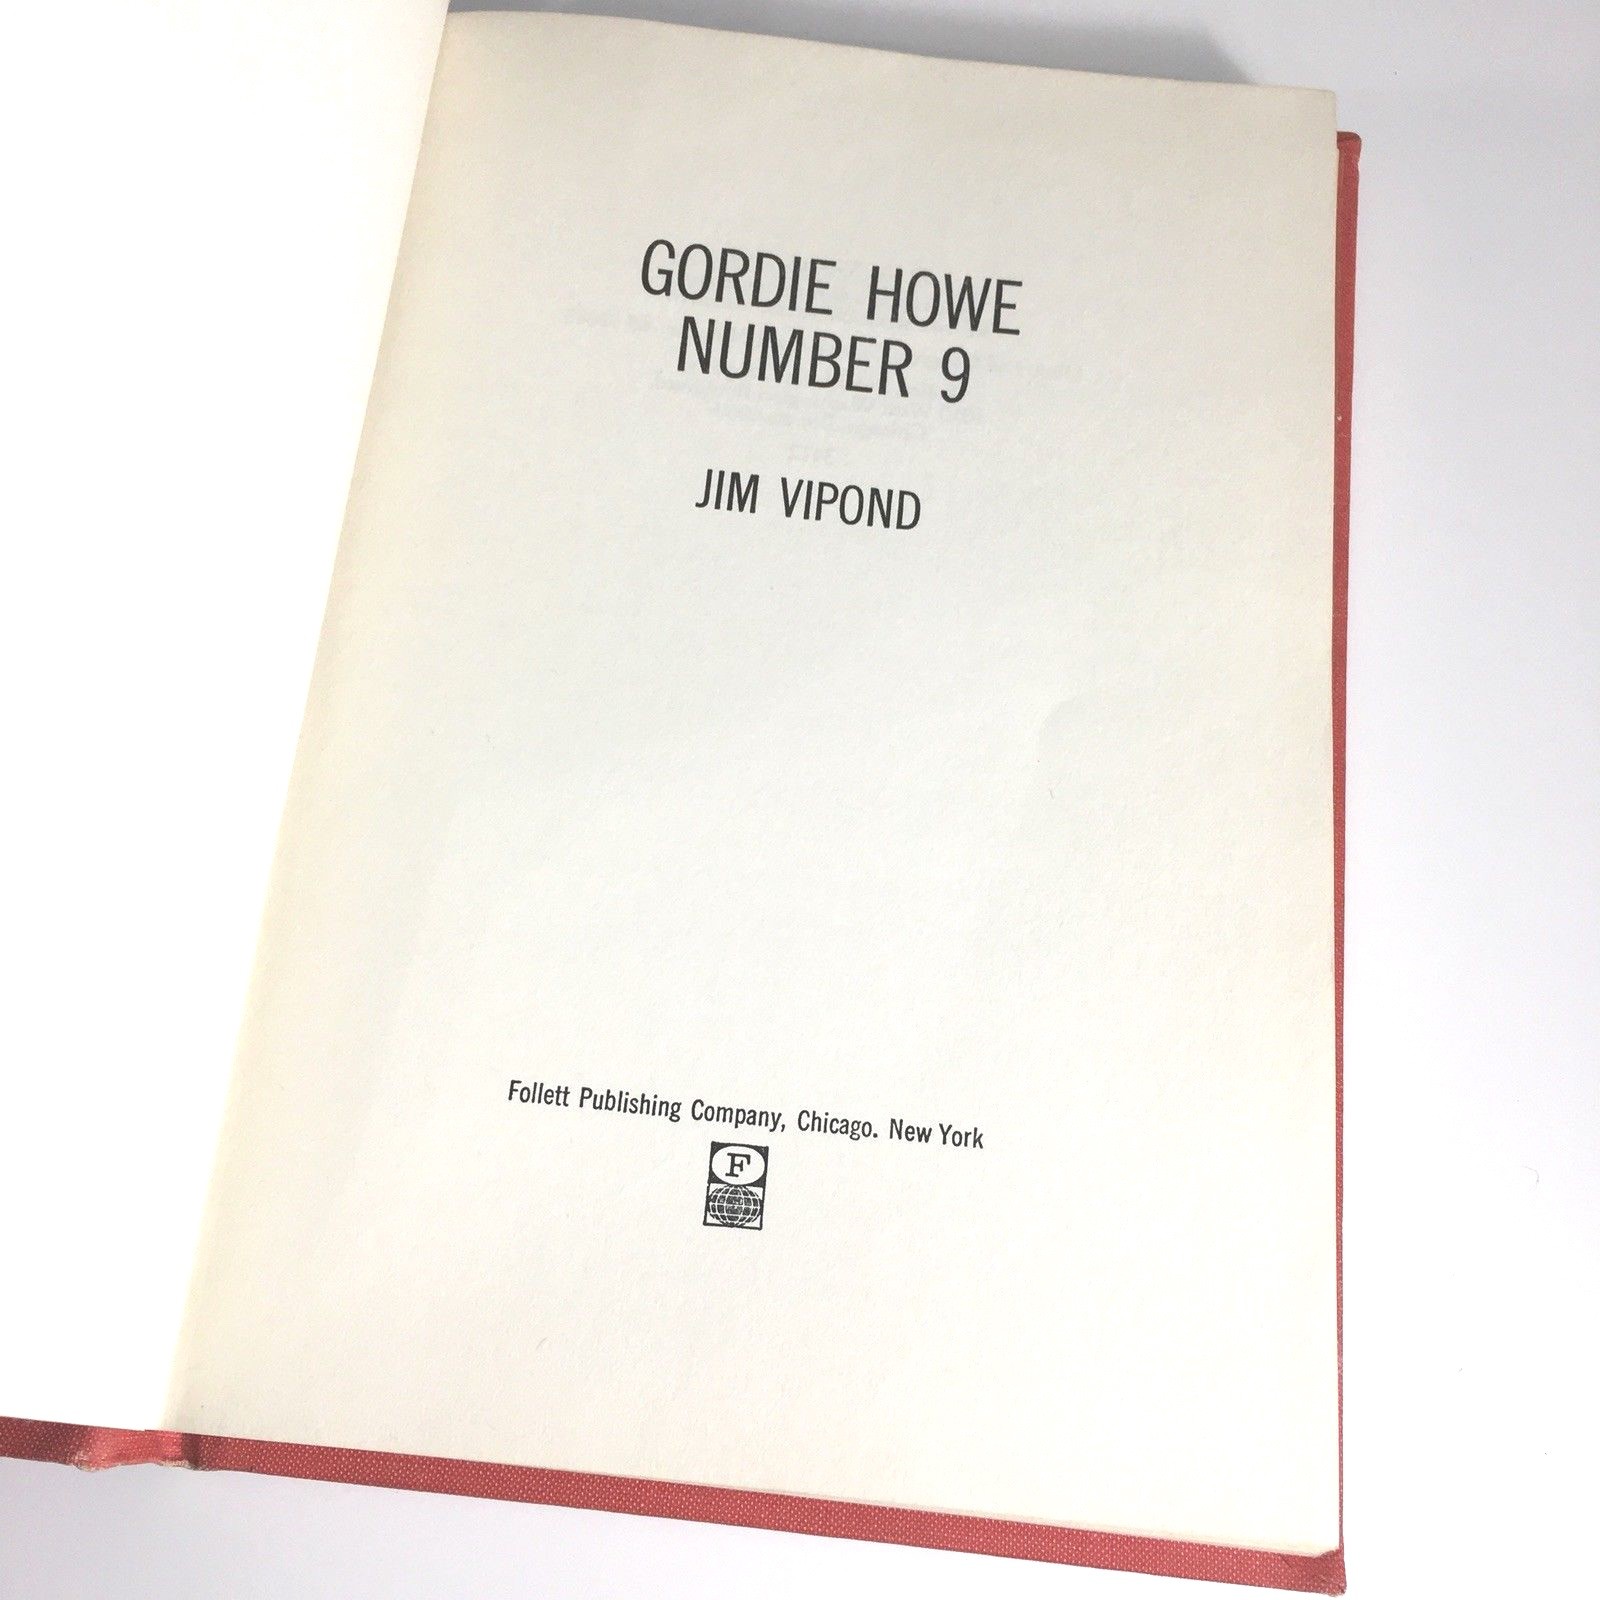 GORDIE HOWE
NUMBER 9
JIM VIPOND
Follett Publishing Company, Chicago. New York
F